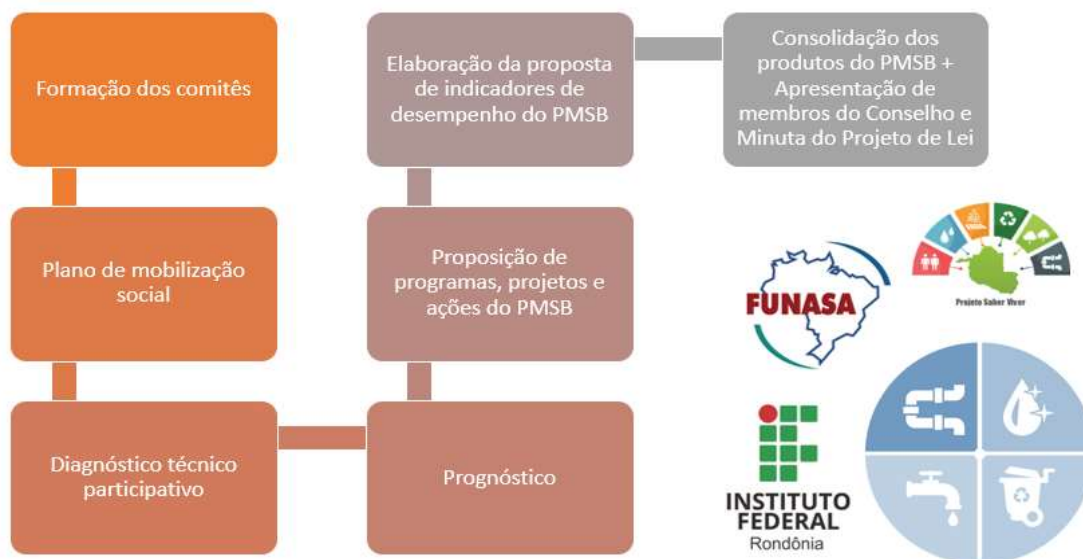 Formação dos comitês
Plano de mobilização
social
Diagnóstico técnico
participativo
Prognóstico
Proposição de
programas, projetos e
ações do PMSB
Elaboração da proposta
de indicadores de
desempenho do PMSB
Consolidação dos
produtos do PMSB +
Apresentação de
membros do Conselho e
Minuta do Projeto de Lei
FUNASA
Projeto Saber Viver
INSTITUTO
FEDERAL
Rondônia